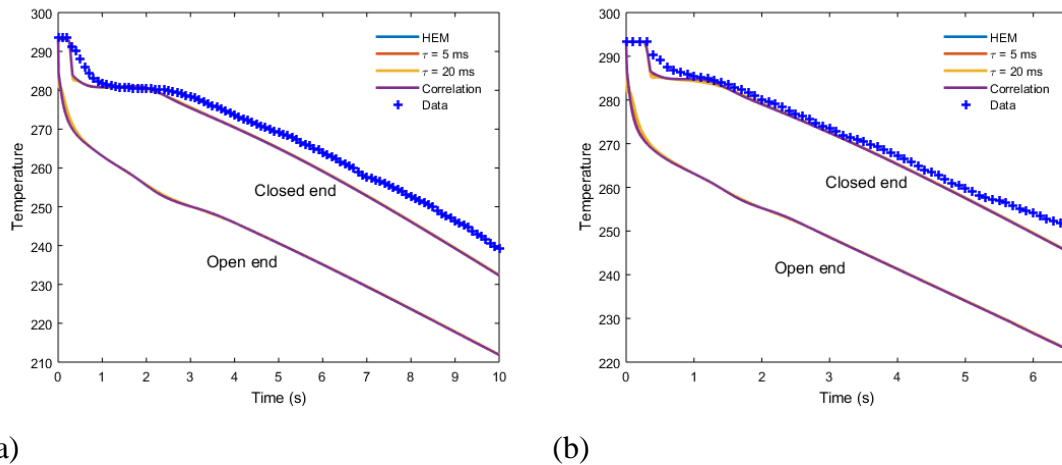 300
290
280
270
260
250
240
230
220
210
0 1 2 3 4 5 6 7 8 9 10
Temperature
Time (s)
HEM
τ = 5 ms
τ = 20 ms
Correlation
Data
Closed end
Open end
300
290
280
270
260
250
240
230
220
0 1 2 3 4 5 6
Temperature
Time (s)
HEM
τ = 5 ms
τ = 20 ms
Correlation
Data
Closed end
Open end
a) (b)